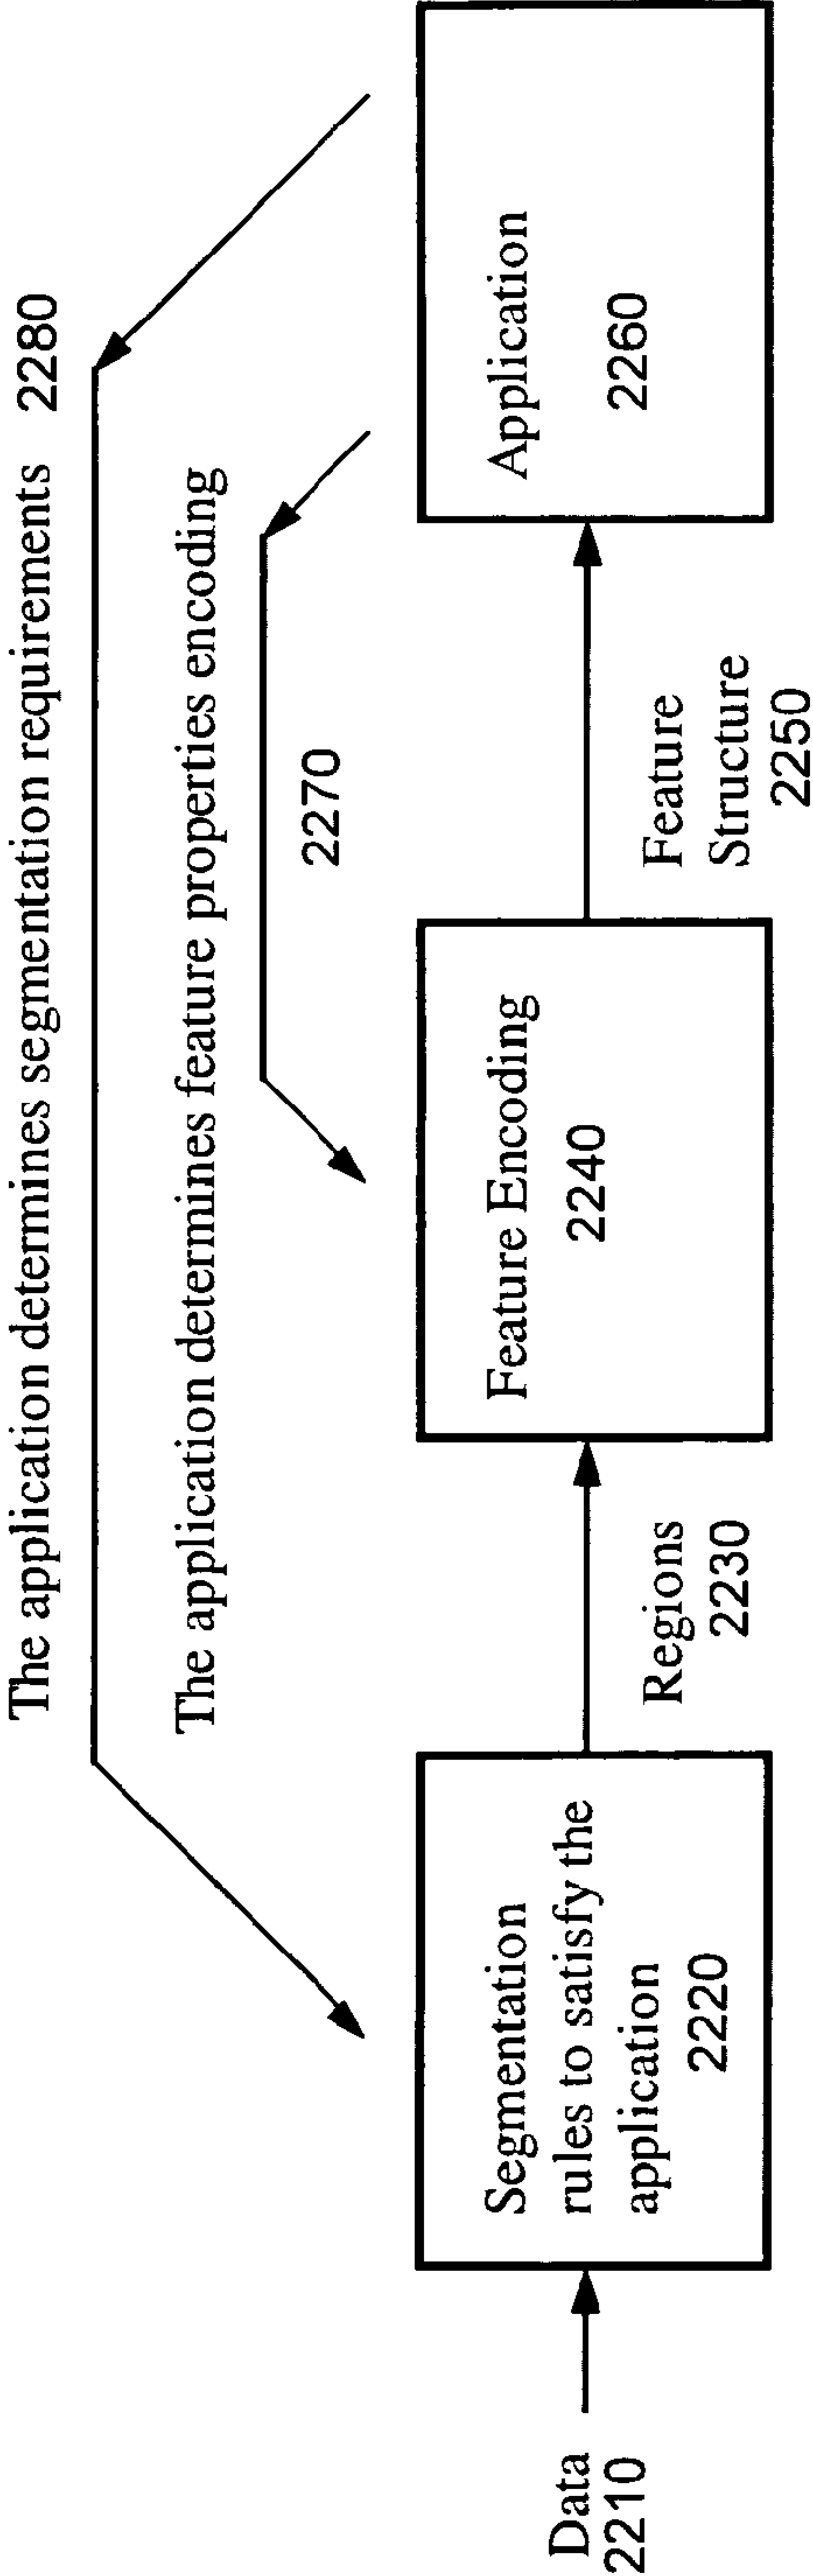 The application determines segmentation requirements 2280
The application determines feature properties encoding
2270
Data
2210
Segmentation
rules to satisfy the
application
2220
Regions
2230
Feature Encoding
2240
Feature
Structure
2250
Application
2260